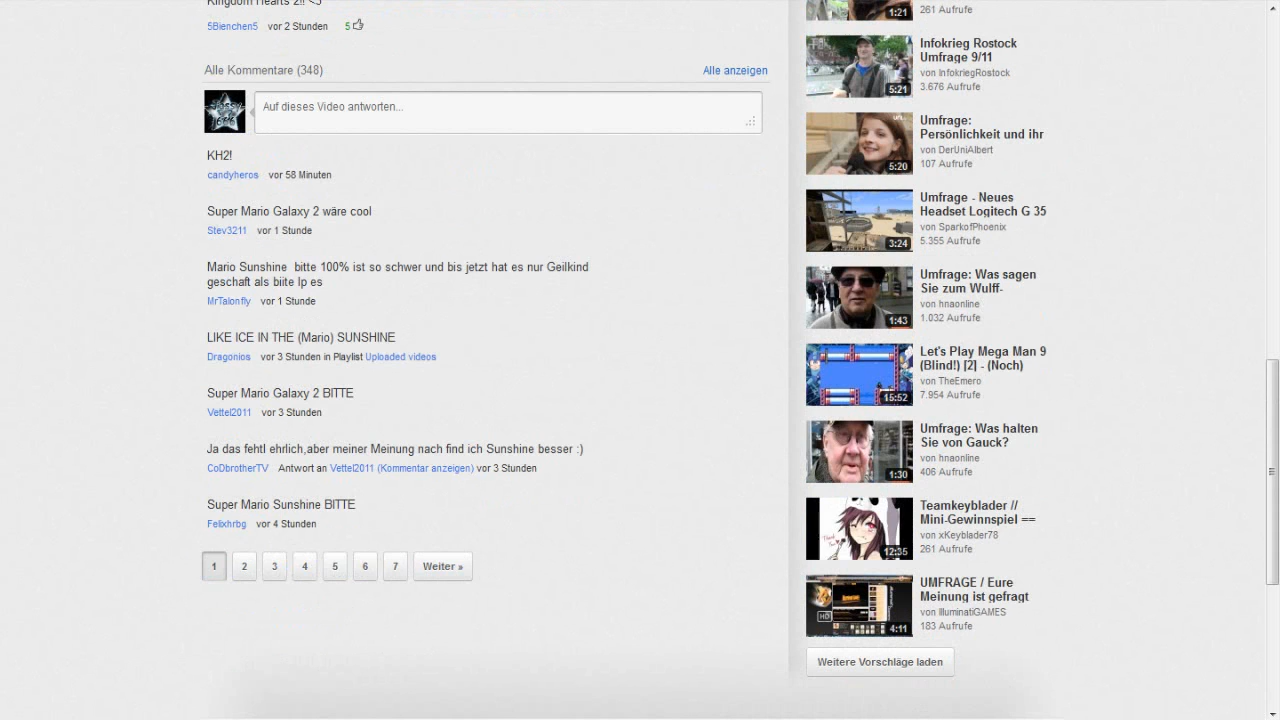 Kingdom Hearts 2!! <3
5Bienchen5 vor 2 Stunden 5
Alle Kommentare (348) Alle anzeigen
Auf dieses Video antworten...
KH2!
candyheros vor 58 Minuten
Super Mario Galaxy 2 wäre cool
Stev3211 vor 1 Stunde
Mario Sunshine bitte 100% ist so schwer und bis jetzt hat es nur Geilkind
geschaft als biite lp es
MrTalonfly vor 1 Stunde
LIKE ICE IN THE (Mario) SUNSHINE
Dragonios vor 3 Stunden in Playlist Uploaded videos
Super Mario Galaxy 2 BITTE
Vettel2011 vor 3 Stunden
Ja das fehtl ehrlich,aber meiner Meinung nach find ich Sunshine besser :)
CoDbrotherTV Antwort an Vettel2011 (Kommentar anzeigen) vor 3 Stunden
Super Mario Sunshine BITTE
Felixhrbg vor 4 Stunden
1 2 3 4 5 6 7 Weiter »
1:21
261 Aufrufe
5:21
Infokrieg Rostock
Umfrage 9/11
von InfokriegRostock
3.676 Aufrufe
5:20
Umfrage:
Persönlichkeit und ihr
von DerUniAlbert
107 Aufrufe
3:24
Umfrage - Neues
Headset Logitech G 35
von SparkofPhoenix
5.355 Aufrufe
1:43
Umfrage: Was sagen
Sie zum Wulff-
von hnaonline
1.032 Aufrufe
15:52
Let's Play Mega Man 9
(Blind!) [2] - (Noch)
von TheEmero
7.954 Aufrufe
1:30
Umfrage: Was halten
Sie von Gauck?
von hnaonline
406 Aufrufe
12:35
Teamkeyblader //
Mini-Gewinnspiel ==
von xKeyblader78
261 Aufrufe
HD
4:11
UMFRAGE / Eure
Meinung ist gefragt
von IlluminatiGAMES
183 Aufrufe
Weitere Vorschläge laden